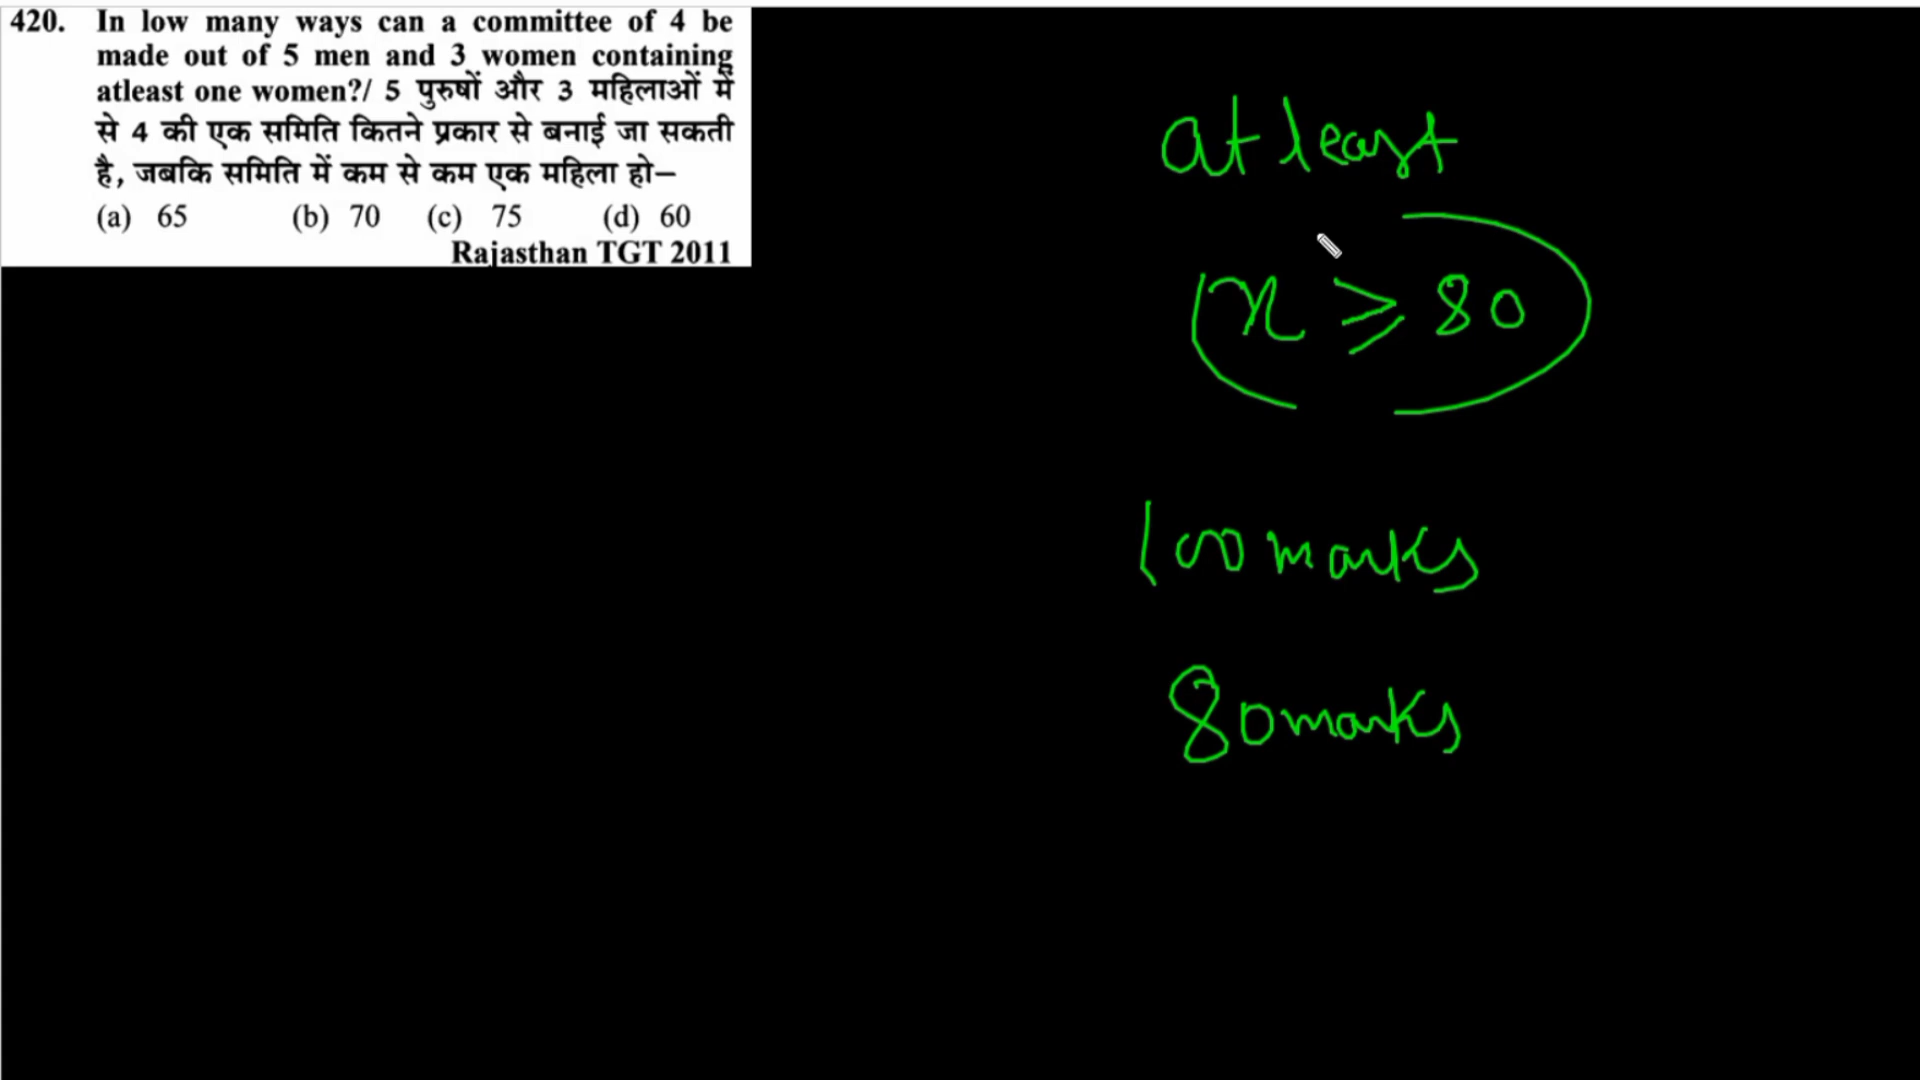 420. In low many ways can a committee of 4 be
made out of 5 men and 3 women containing
atleast one women?/ 5 पुरुषों और 3 महिलाओं में
से 4 की एक समिति कितने प्रकार से बनाई जा सकती
है, जबकि समिति में कम से कम एक महिला हो–
(a) 65 (b) 70 (c) 75 (d) 60
Rajasthan TGT 2011
at least
x ≥ 80
100 marks
80 marks